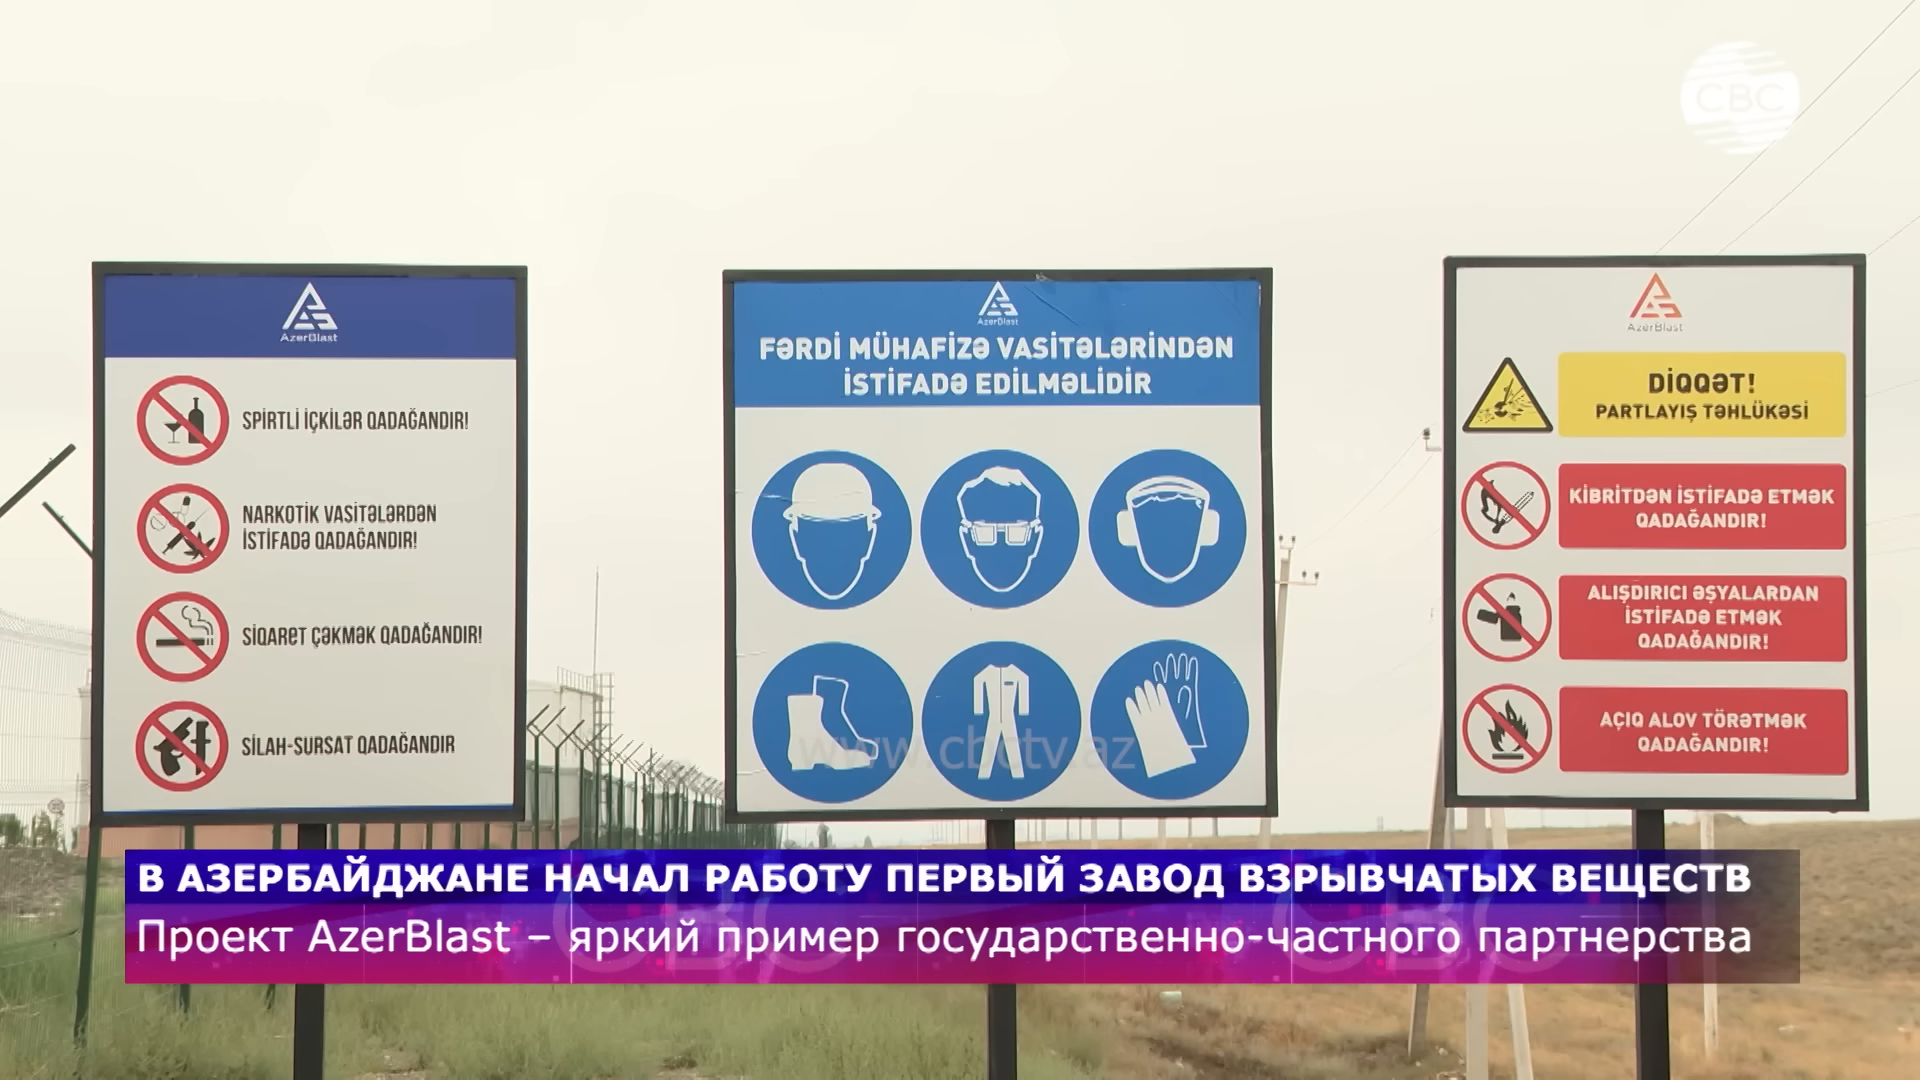 CBC
AzerBlast
SPİRTLİ İÇKİLƏR QADAĞANDIR!
NARKOTİK VASİTƏLƏRDƏN
İSTİFADƏ QADAĞANDIR!
SİQARET ÇƏKMƏK QADAĞANDIR!
SİLAH-SURSAT QADAĞANDIR
AzerBlast
FƏRDİ MÜHAFİZƏ VASİTƏLƏRİNDƏN
İSTİFADƏ EDİLMƏLİDİR
www.cbctv.az
AzerBlast
DİQQƏT!
PARTLAYIŞ TƏHLÜKƏSİ
KİBRİTDƏN İSTİFADƏ ETMƏK
QADAĞANDIR!
ALIŞDIRICI ƏŞYALARDAN
İSTİFADƏ ETMƏK
QADAĞANDIR!
AÇIQ ALOV TÖRƏTMƏK
QADAĞANDIR!
В АЗЕРБАЙДЖАНЕ НАЧАЛ РАБОТУ ПЕРВЫЙ ЗАВОД ВЗРЫВЧАТЫХ ВЕЩЕСТВ
Проект AzerBlast – яркий пример государственно-частного партнерства